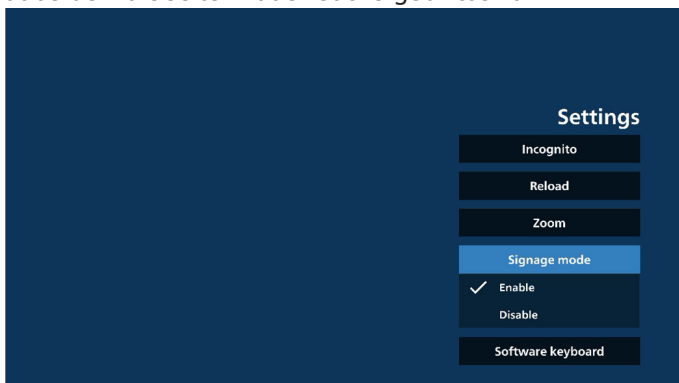 Settings
Incognito
Reload
Zoom
Signage mode
Enable
Disable
Software keyboard